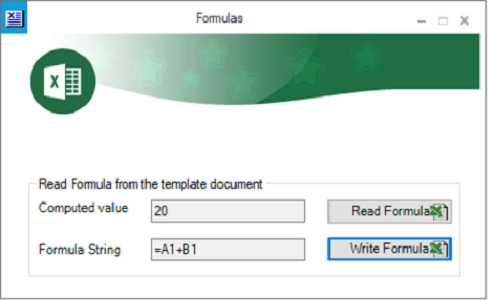 Formulas
X
Read Formula from the template document
Computed value
20
Read Formula
Formula String
=A1+B1
Write Formula